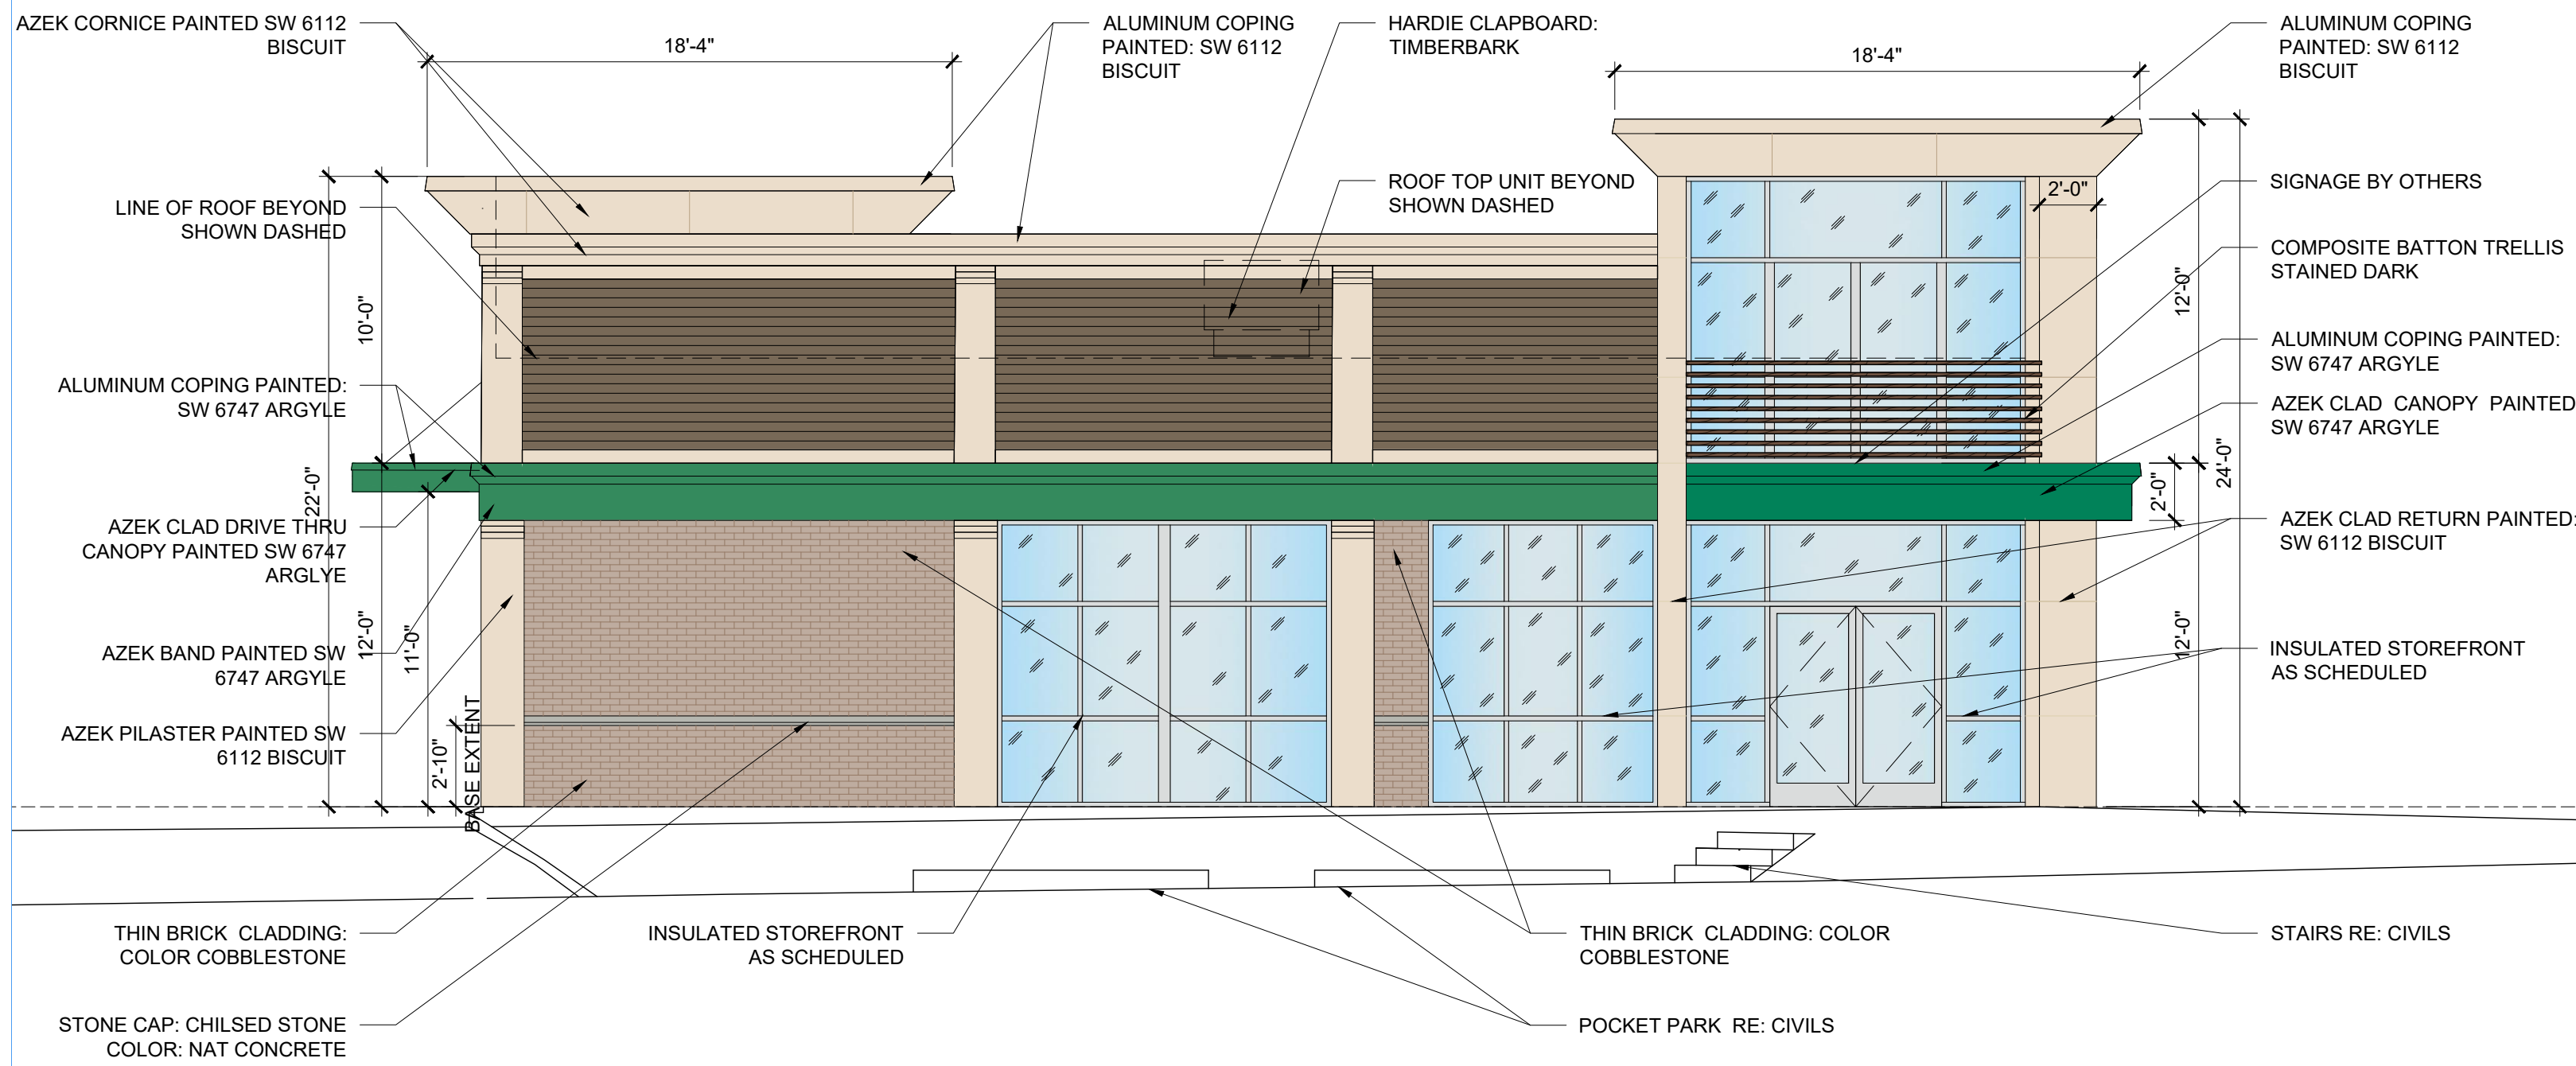 AZEK CORNICE PAINTED SW 6112
BISCUIT
18'-4"
ALUMINUM COPING
PAINTED: SW 6112
BISCUIT
HARDIE CLAPBOARD:
TIMBERBARK
18'-4"
ALUMINUM COPING
PAINTED: SW 6112
BISCUIT
LINE OF ROOF BEYOND
SHOWN DASHED
ROOF TOP UNIT BEYOND
SHOWN DASHED
2'-0"
SIGNAGE BY OTHERS
COMPOSITE BATTON TRELLIS
STAINED DARK
10'-0"
12'-0"
ALUMINUM COPING PAINTED:
SW 6747 ARGYLE
ALUMINUM COPING PAINTED:
SW 6747 ARGYLE
AZEK CLAD CANOPY PAINTED
SW 6747 ARGYLE
22'-0"
2'-0"
24'-0"
AZEK CLAD DRIVE THRU
CANOPY PAINTED SW 6747
ARGLYE
AZEK CLAD RETURN PAINTED:
SW 6112 BISCUIT
12'-0"
11'-0"
12'-0"
AZEK BAND PAINTED SW
6747 ARGYLE
INSULATED STOREFRONT
AS SCHEDULED
AZEK PILASTER PAINTED SW
6112 BISCUIT
2'-10"
BASE EXTENT
THIN BRICK CLADDING:
COLOR COBBLESTONE
INSULATED STOREFRONT
AS SCHEDULED
THIN BRICK CLADDING: COLOR
COBBLESTONE
STAIRS RE: CIVILS
STONE CAP: CHILSED STONE
COLOR: NAT CONCRETE
POCKET PARK RE: CIVILS